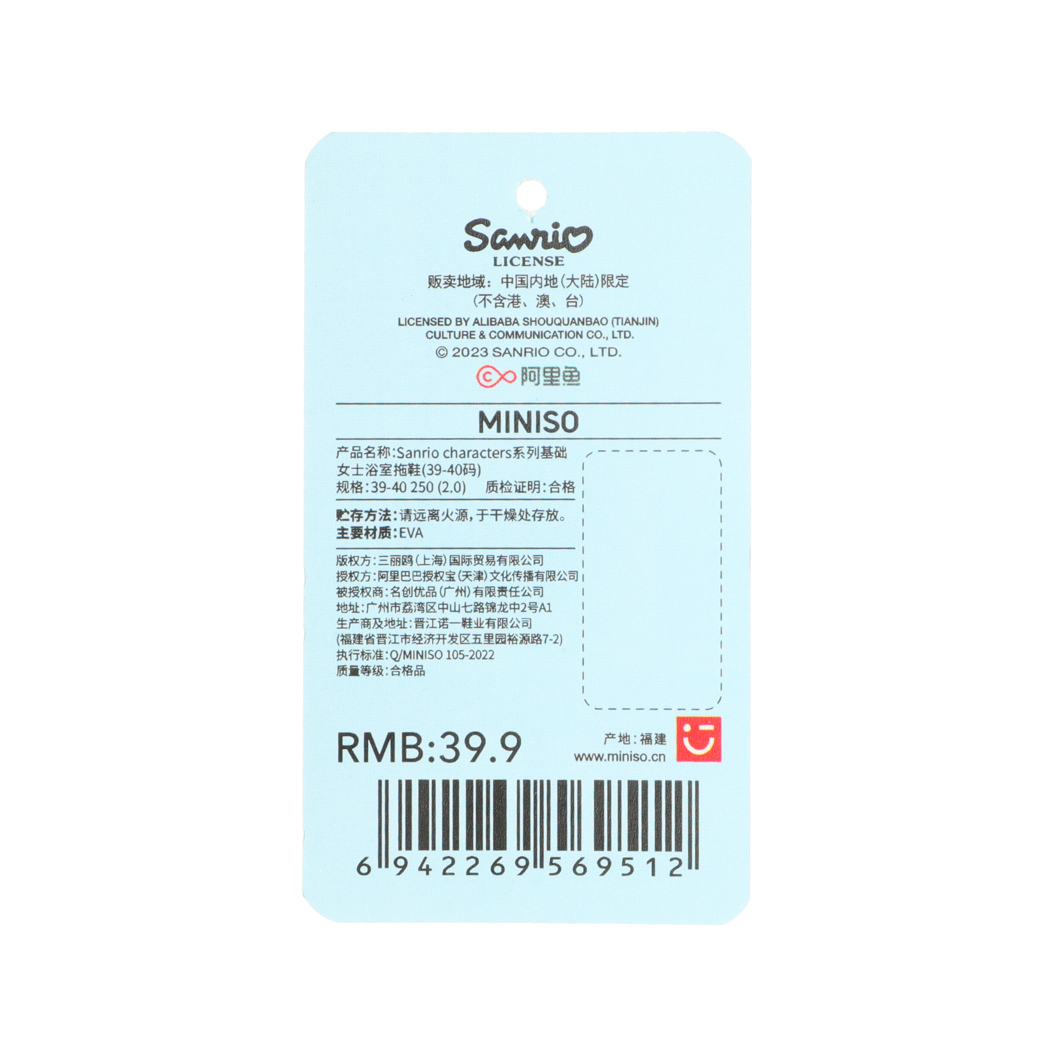 Sanrio
LICENSE
贩卖地域：中国内地(大陆)限定
(不含港、澳、台)
LICENSED BY ALIBABA SHOUQUANBAO (TIANJIN)
CULTURE & COMMUNICATION CO., LTD.
© 2023 SANRIO CO., LTD.
阿里鱼
MINISO
产品名称:Sanrio characters系列基础
女士浴室拖鞋(39-40码)
规格:39-40 250 (2.0) 质检证明:合格
贮存方法:请远离火源,于干燥处存放。
主要材质:EVA
版权方:三丽鸥(上海)国际贸易有限公司
授权方:阿里巴巴授权宝(天津)文化传播有限公司
被授权商:名创优品(广州)有限责任公司
地址:广州市荔湾区中山七路锦龙中2号A1
生产商及地址:晋江诺一鞋业有限公司
(福建省晋江市经济开发区五里园裕源路7-2)
执行标准:Q/MINISO 105-2022
质量等级:合格品
RMB:39.9
产地:福建
www.miniso.cn
6 942269 569512